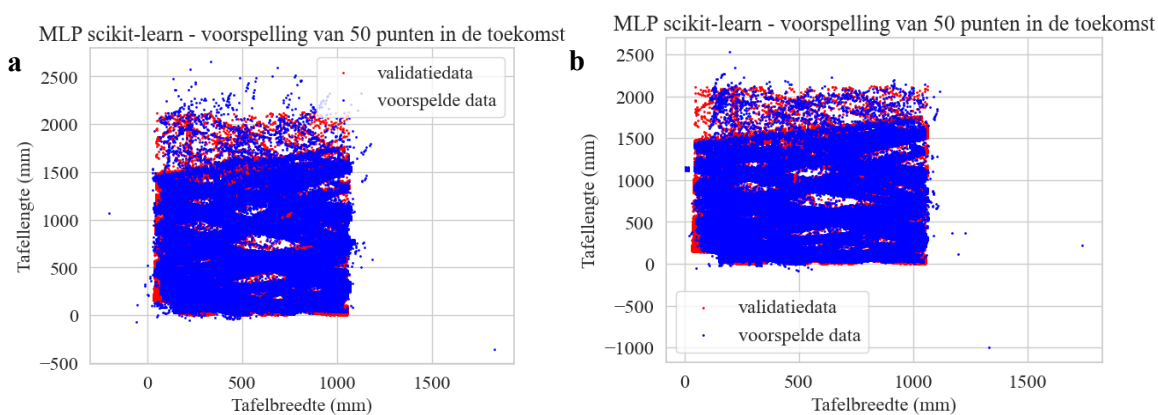 a
MLP scikit-learn - voorspelling van 50 punten in de toekomst
validatiedata
voorspelde data
2500
2000
1500
1000
500
0
−500
Tafellengte (mm)
0
500
1000
1500
Tafelbreedte (mm)
b
MLP scikit-learn - voorspelling van 50 punten in de toekomst
2500
2000
1500
1000
500
0
−500
−1000
Tafellengte (mm)
validatiedata
voorspelde data
0
500
1000
1500
Tafelbreedte (mm)